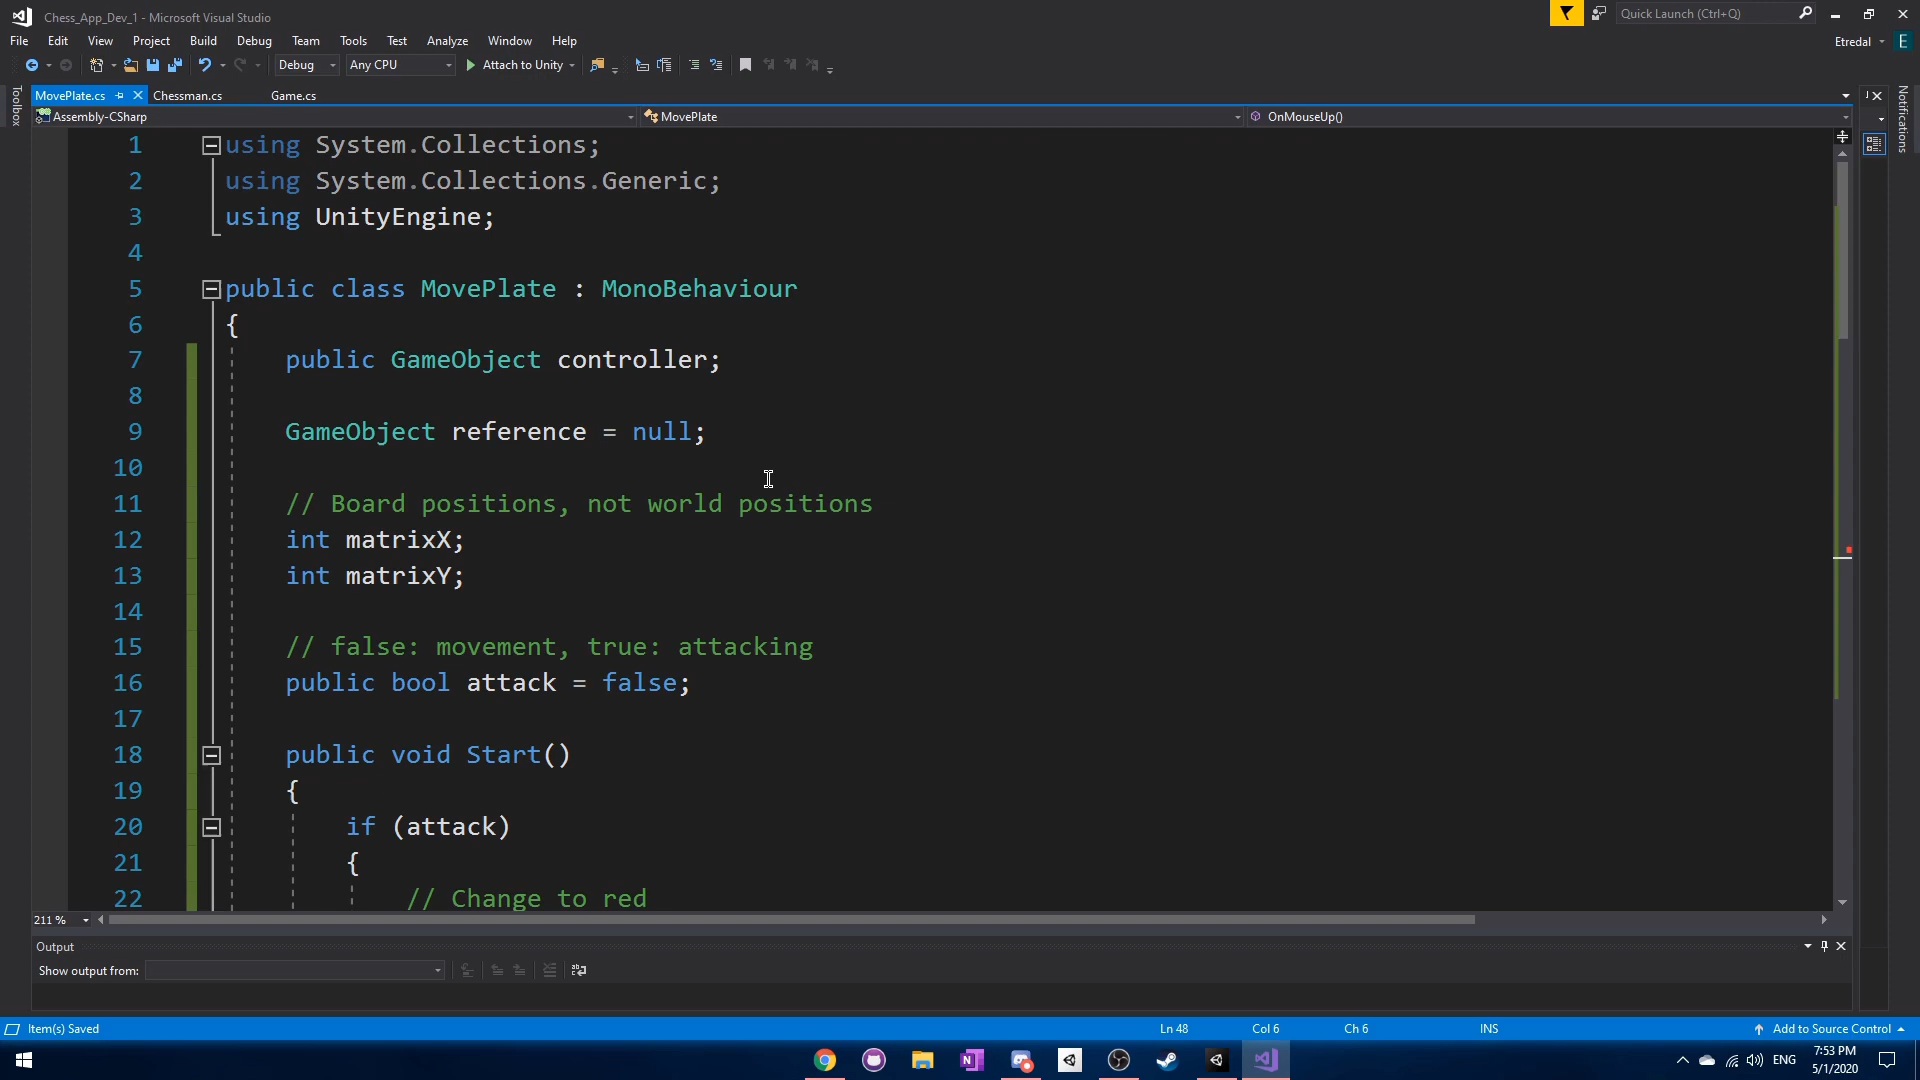 Chess_App_Dev_1 - Microsoft Visual Studio
Quick Launch (Ctrl+Q)
File Edit View Project Build Debug Team Tools Test Analyze Window Help
Etredal E
Debug Any CPU Attach to Unity
Toolbox
MovePlate.cs Chessman.cs Game.cs
Notifications
Assembly-CSharp MovePlate OnMouseUp()
1 using System.Collections;
2 using System.Collections.Generic;
3 using UnityEngine;
4
5 public class MovePlate : MonoBehaviour
6 {
7 public GameObject controller;
8
9 GameObject reference = null;
10
11 // Board positions, not world positions
12 int matrixX;
13 int matrixY;
14
15 // false: movement, true: attacking
16 public bool attack = false;
17
18 public void Start()
19 {
20 if (attack)
21 {
22 // Change to red
211 %
Output
Show output from:
Item(s) Saved Ln 48 Col 6 Ch 6 INS Add to Source Control
ENG 7:53 PM
5/1/2020